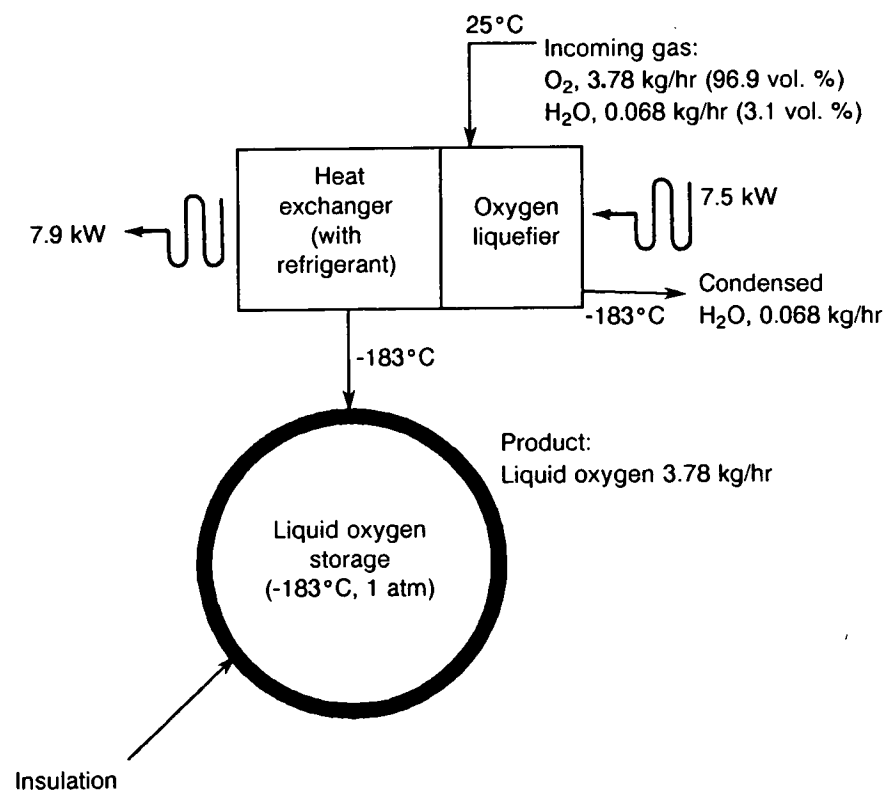 25°C
Incoming gas:
O₂, 3.78 kg/hr (96.9 vol. %)
H₂O, 0.068 kg/hr (3.1 vol. %)
Heat
exchanger
(with
refrigerant)
Oxygen
liquefier
7.5 kW
7.9 kW
Condensed
H₂O, 0.068 kg/hr
-183°C
-183°C
Product:
Liquid oxygen 3.78 kg/hr
Liquid oxygen
storage
(-183°C, 1 atm)
Insulation